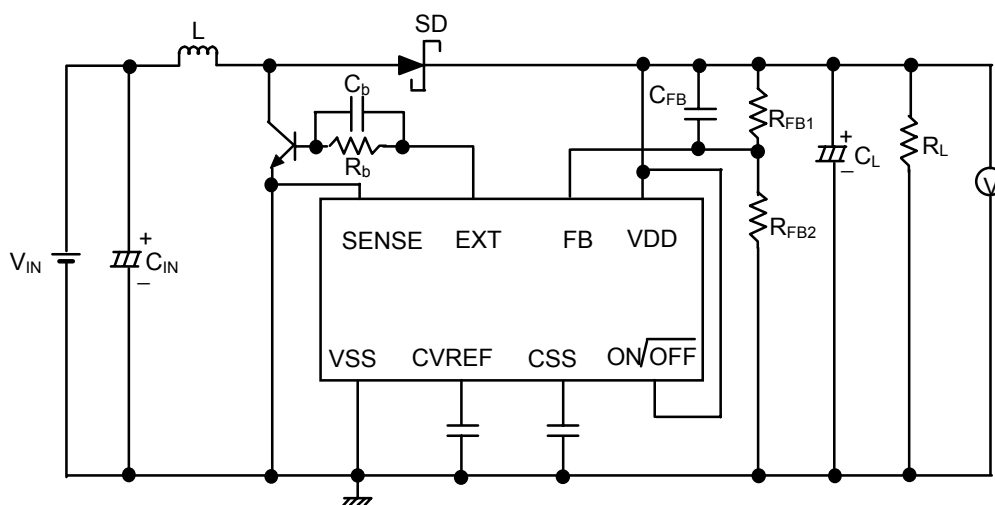 SD
L
C_b
C_FB
R_FB1
R_b
+
C_L
−
R_L
V
SENSE EXT FB VDD
R_FB2
V_IN
+
C_IN
−
VSS CVREF CSS ON/OFF